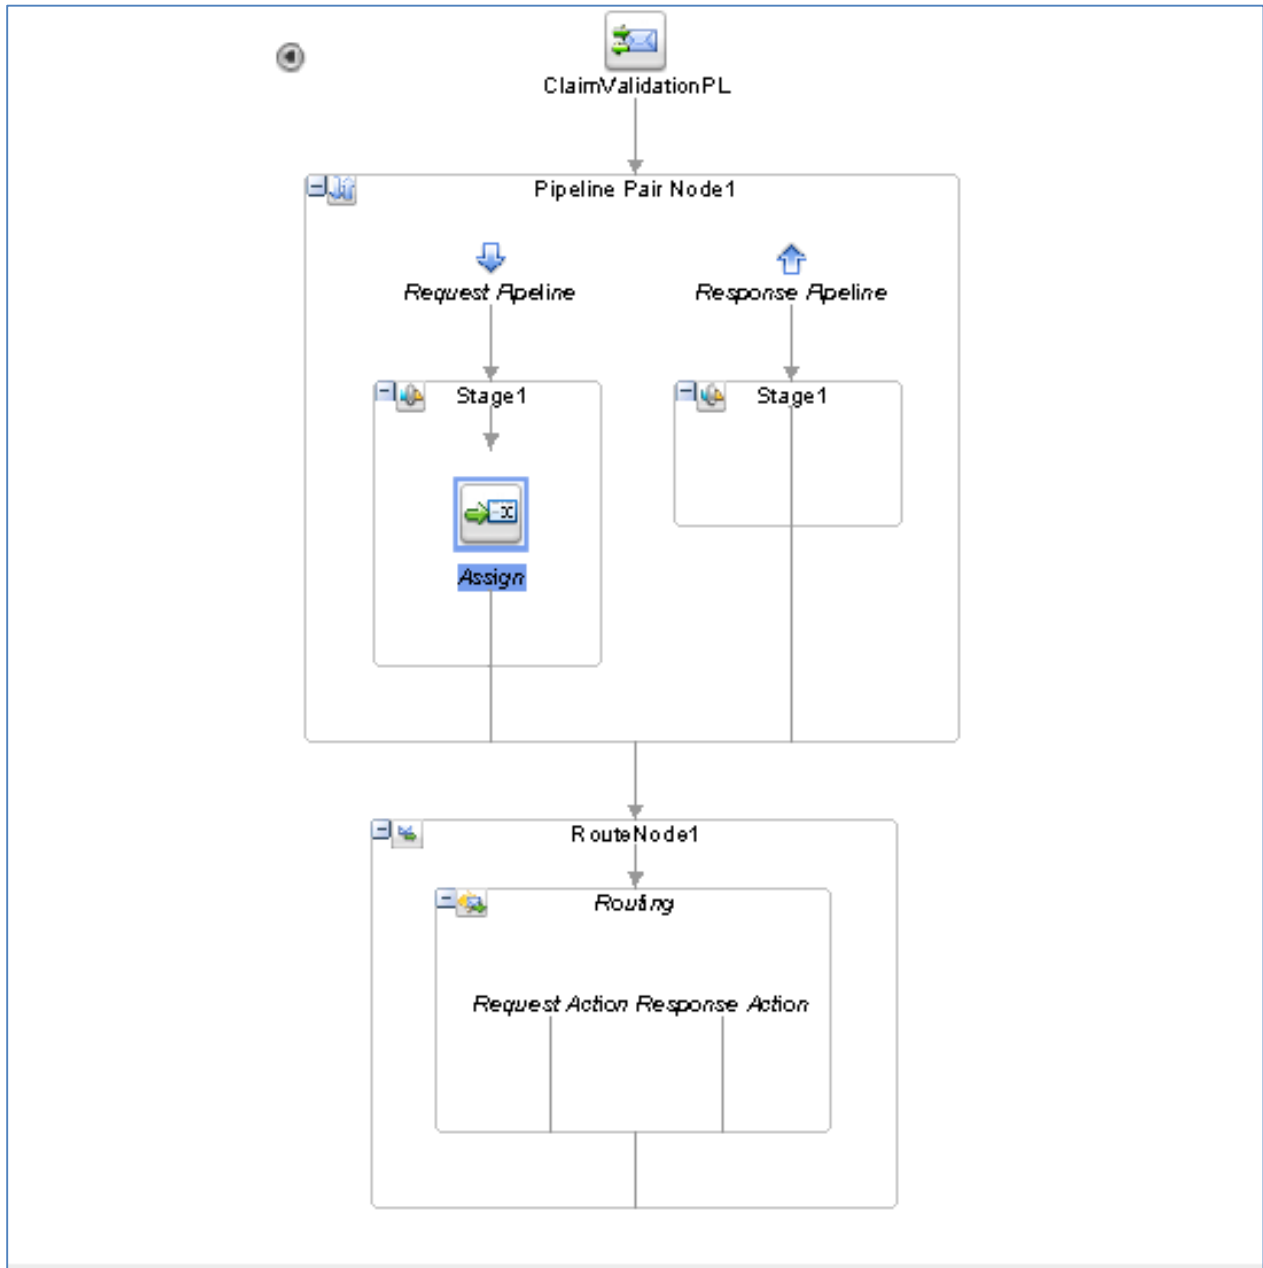 ClaimValidationPL
Pipeline Pair Node1
Request Pipeline
Response Pipeline
Stage1
Stage1
Assign
RouteNode1
Routing
Request Action Response Action